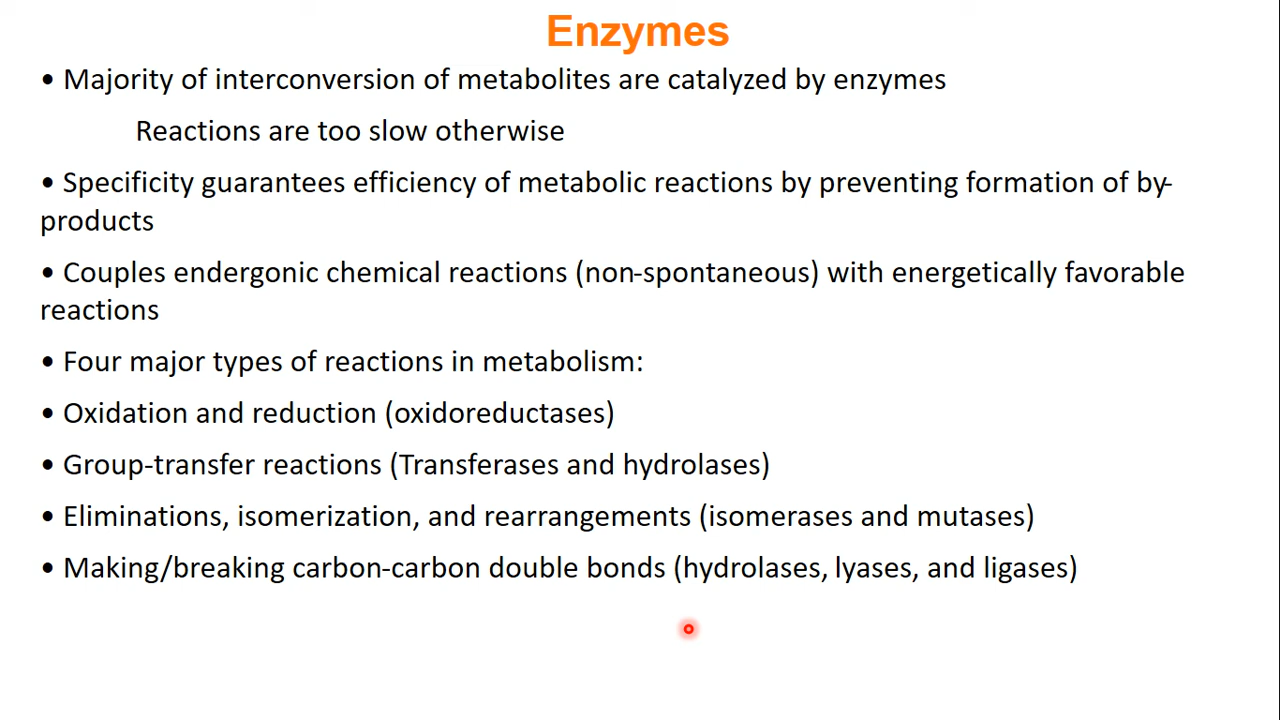 Enzymes
• Majority of interconversion of metabolites are catalyzed by enzymes
Reactions are too slow otherwise
• Specificity guarantees efficiency of metabolic reactions by preventing formation of by-
products
• Couples endergonic chemical reactions (non-spontaneous) with energetically favorable
reactions
• Four major types of reactions in metabolism:
• Oxidation and reduction (oxidoreductases)
• Group-transfer reactions (Transferases and hydrolases)
• Eliminations, isomerization, and rearrangements (isomerases and mutases)
• Making/breaking carbon-carbon double bonds (hydrolases, lyases, and ligases)